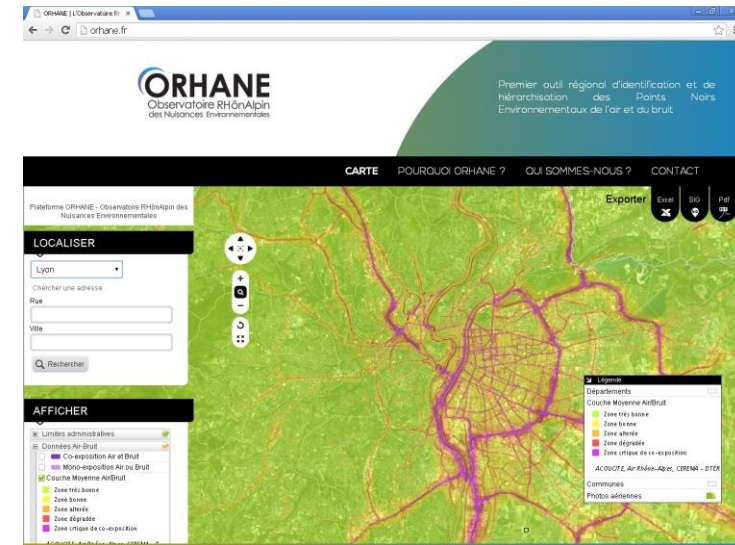 ORHANE | L'Observatoire R
orhane.fr
ORHANE
Observatoire RHônAlpin
des Nuisances Environnementales
Premier outil régional d'identification et de
hiérarchisation des Points Noirs
Environnementaux de l'air et du bruit
CARTE POURQUOI ORHANE ? QUI SOMMES-NOUS ? CONTACT
Plateforme ORHANE - Observatoire RHônAlpin des
Nuisances Environnementales
Exporter Excel SIG Pdf
LOCALISER
Lyon
Chercher une adresse
Rue
Ville
Rechercher
AFFICHER
Limites administratives
Données Air-Bruit
Co-exposition Air et Bruit
Mono-exposition Air ou Bruit
Couche Moyenne Air/Bruit
Zone très bonne
Zone bonne
Zone altérée
Zone dégradée
Zone critique de co-exposition
Légende
Départements
Couche Moyenne Air/Bruit
Zone très bonne
Zone bonne
Zone altérée
Zone dégradée
Zone critique de co-exposition
ACOUCITE, Air Rhône-Alpes, CEREMA - DTER
Communes
Photos aériennes